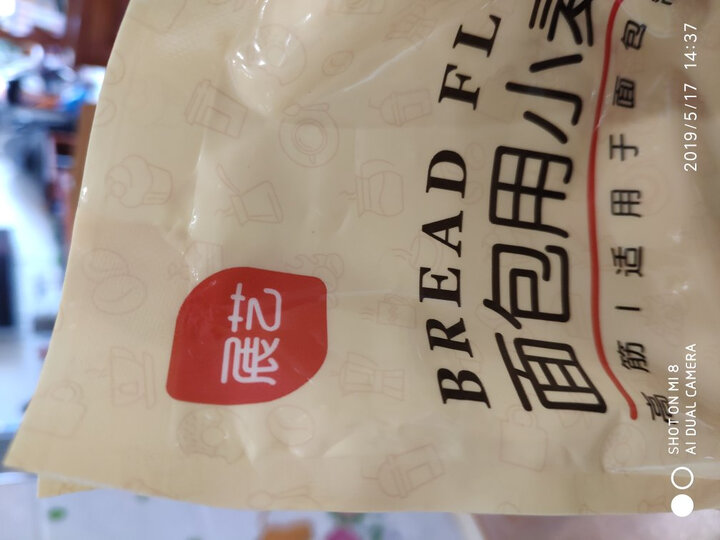 展艺
BREAD FL
面包用小麦
高筋|适用于面包
SHOT ON MI 8
AI DUAL CAMERA
2019/5/17 14:37